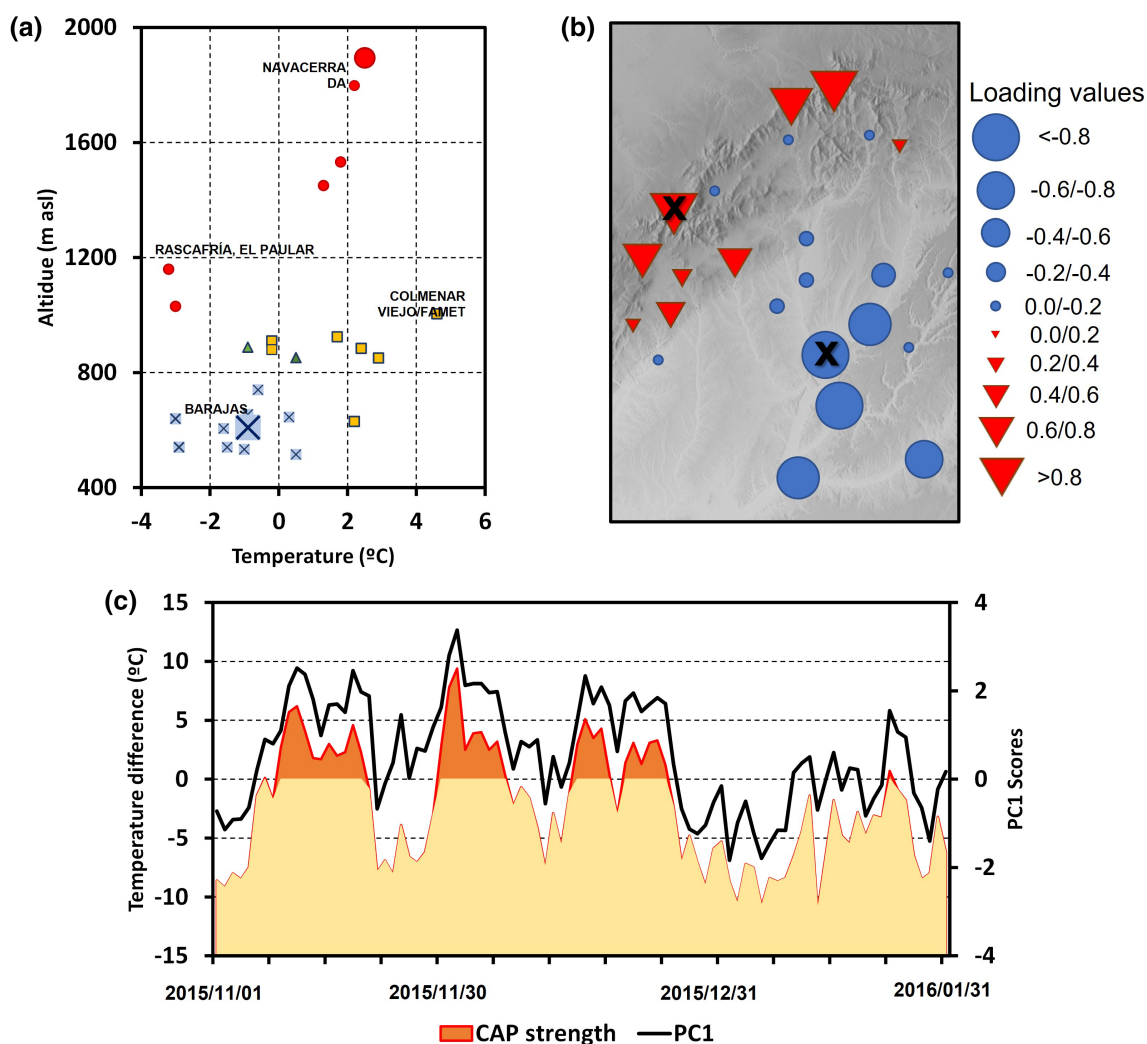 (a)
2000
1600
1200
800
400
Altidue (m asl)
NAVACERRA
DA
RASCAFRÍA, EL PAULAR
COLMENAR
VIEJO/FAMET
BARAJAS
-4 -2 0 2 4 6
Temperature (ºC)
(b)
X
X
Loading values
<-0.8
-0.6/-0.8
-0.4/-0.6
-0.2/-0.4
0.0/-0.2
0.0/0.2
0.2/0.4
0.4/0.6
0.6/0.8
>0.8
(c)
15
10
5
0
-5
-10
-15
Temperature difference (ºC)
4
2
0
-2
-4
PC1 Scores
2015/11/01 2015/11/30 2015/12/31 2016/01/31
CAP strength PC1